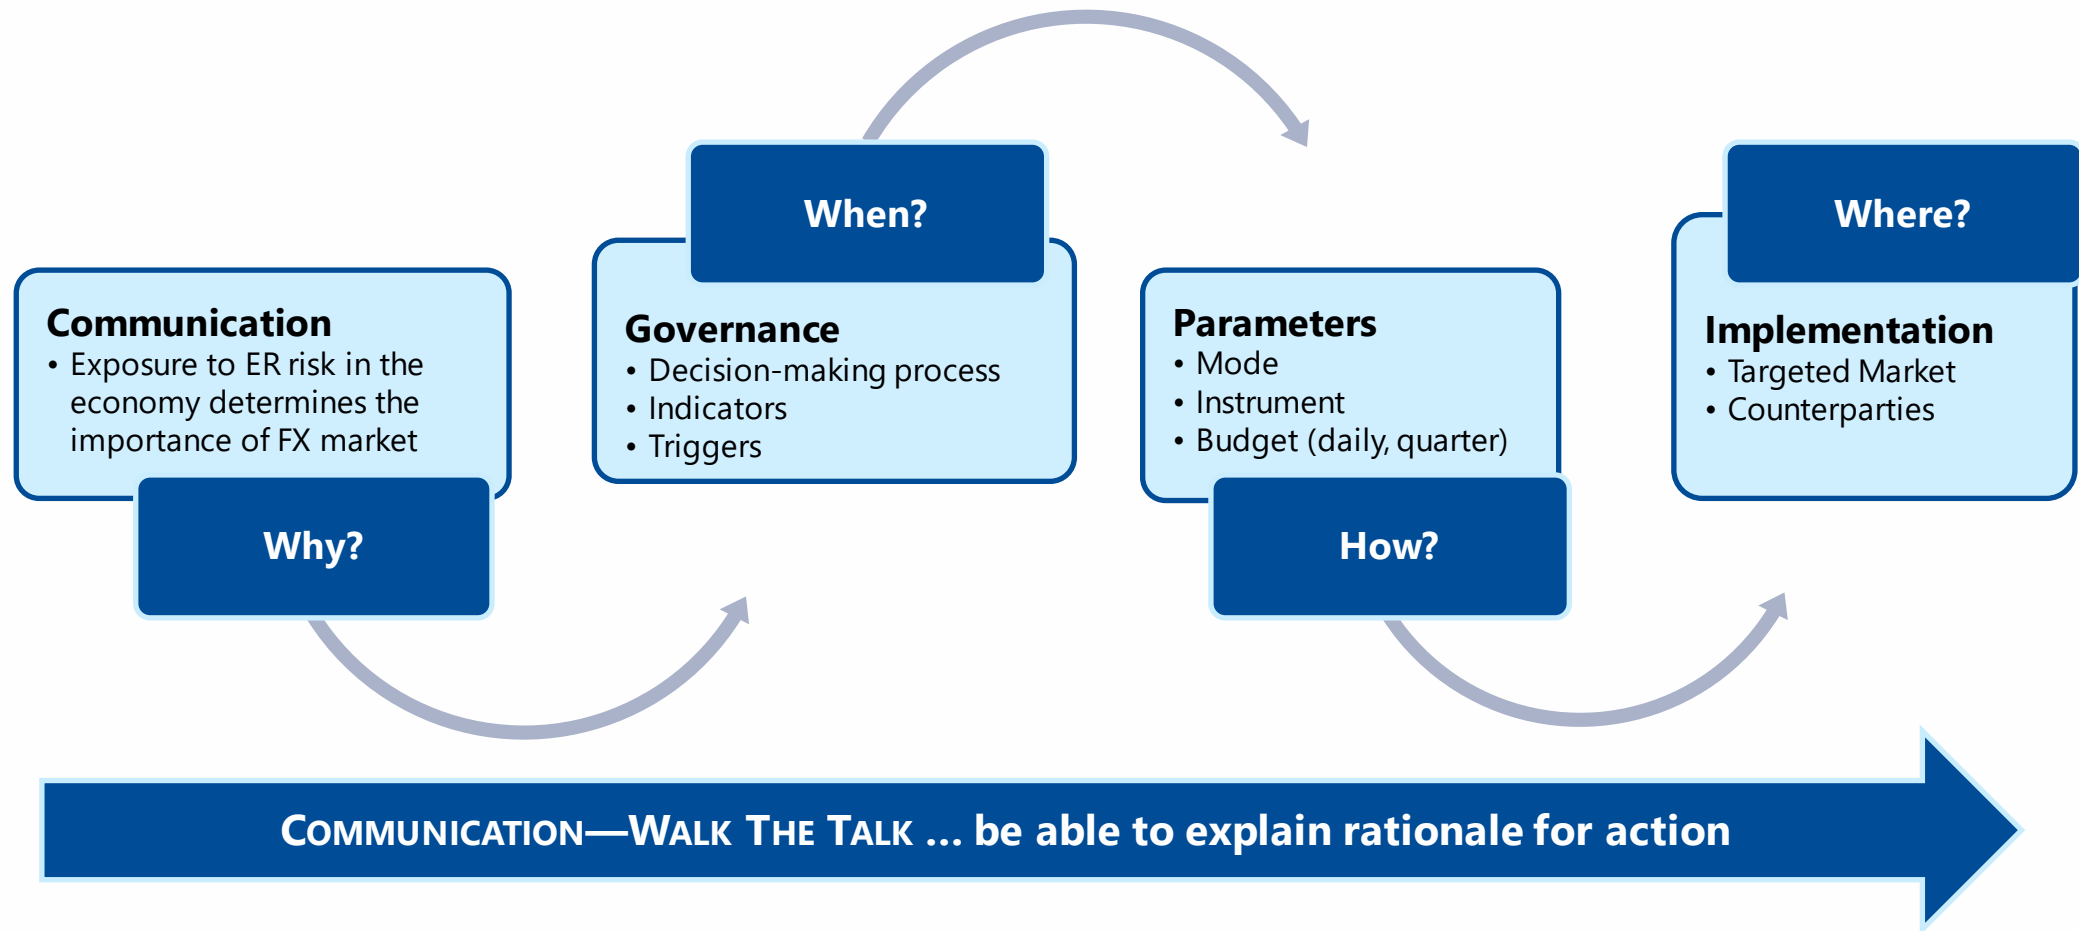 Communication
• Exposure to ER risk in the
economy determines the
importance of FX market
Why?
When?
Governance
• Decision-making process
• Indicators
• Triggers
Parameters
• Mode
• Instrument
• Budget (daily, quarter)
How?
Where?
Implementation
• Targeted Market
• Counterparties
COMMUNICATION—WALK THE TALK ... be able to explain rationale for action